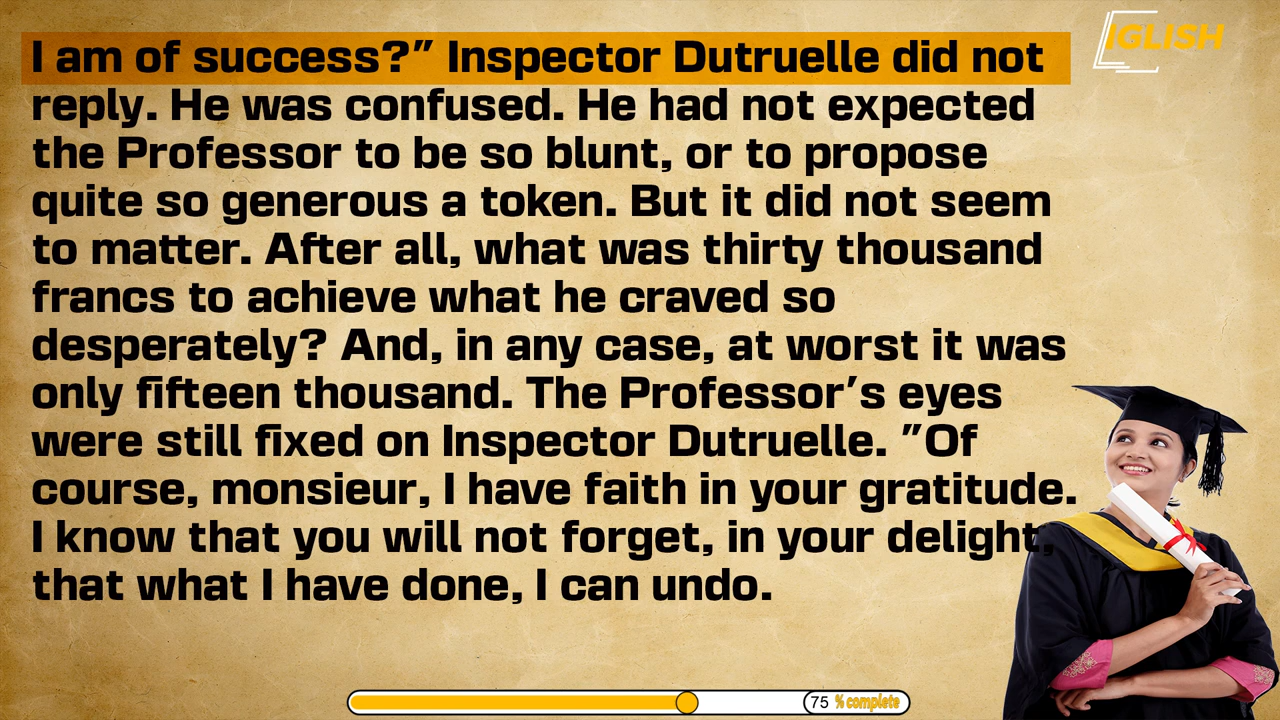 I am of success?” Inspector Dutruelle did not
reply. He was confused. He had not expected
the Professor to be so blunt, or to propose
quite so generous a token. But it did not seem
to matter. After all, what was thirty thousand
francs to achieve what he craved so
desperately? And, in any case, at worst it was
only fifteen thousand. The Professor’s eyes
were still fixed on Inspector Dutruelle. ”Of
course, monsieur, I have faith in your gratitude.
I know that you will not forget, in your delight,
that what I have done, I can undo.
IGLISH
75 % complete